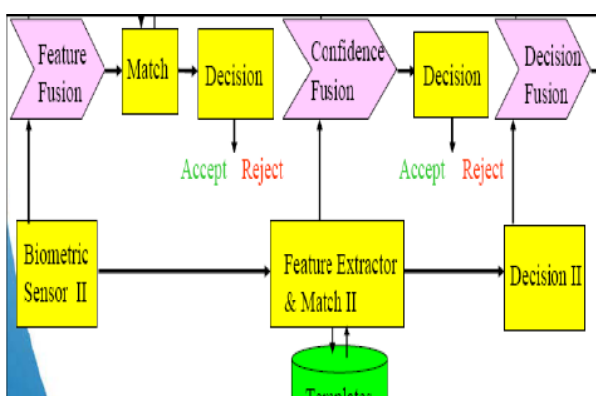 Feature
Fusion
Match
Decision
Confidence
Fusion
Decision
Decision
Fusion
Accept Reject
Accept Reject
Biometric
Sensor II
Feature Extractor
& Match II
Decision II
Templates